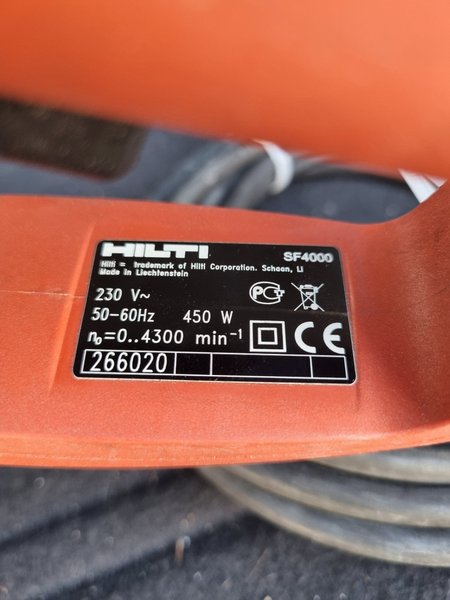 HILTI SF4000
Hilti = trademark of Hilti Corporation, Schaan, LI
Made in Liechtenstein
230 V~
50-60Hz 450 W
n₀=0..4300 min⁻¹ CE
266020